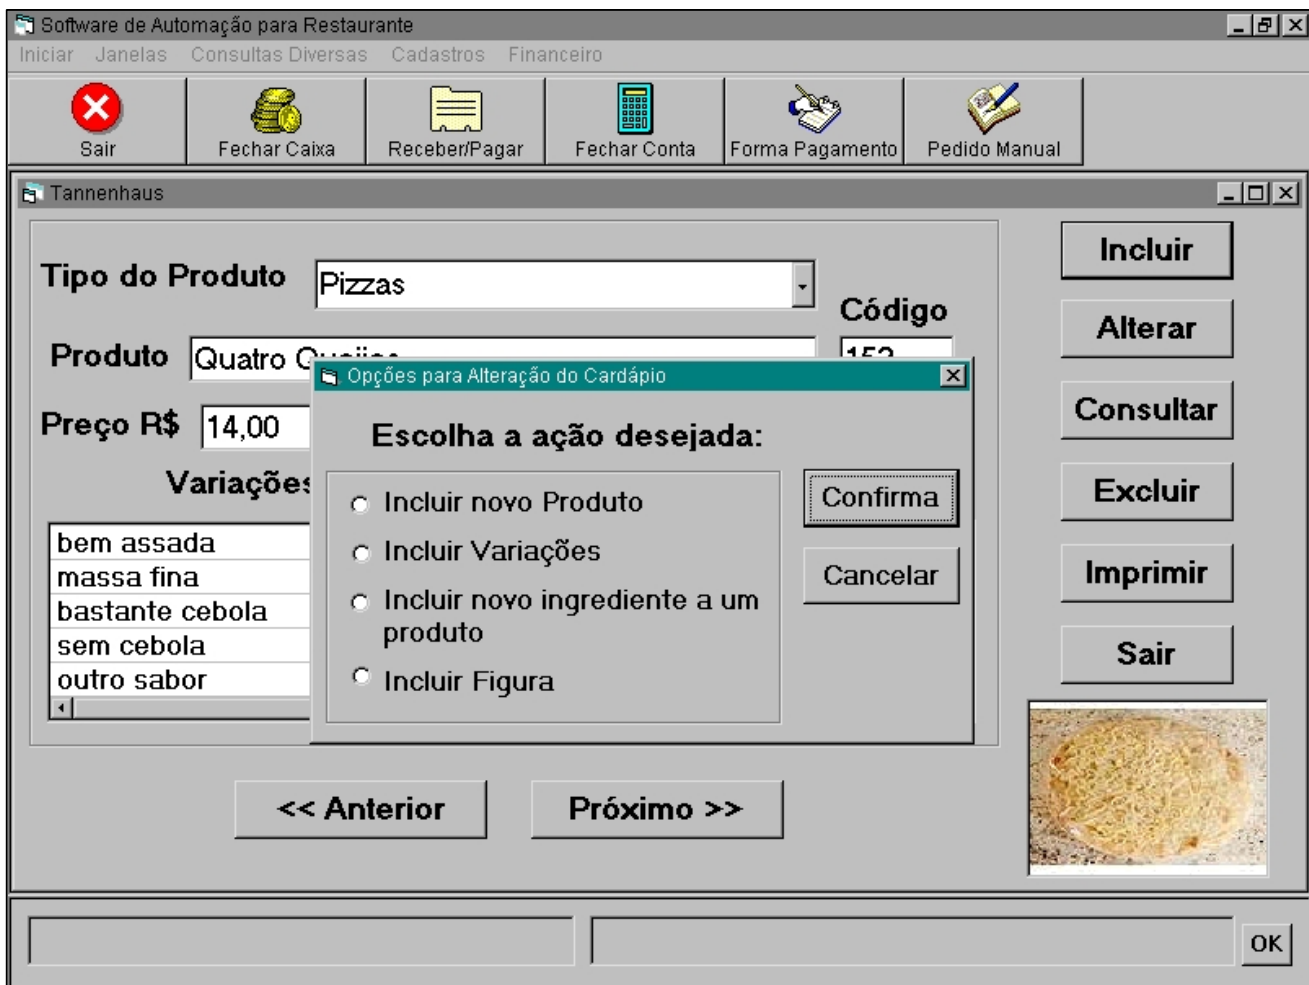 Software de Automação para Restaurante
Iniciar Janelas Consultas Diversas Cadastros Financeiro
Sair Fechar Caixa Receber/Pagar Fechar Conta Forma Pagamento Pedido Manual
Tannenhaus
Incluir
Tipo do Produto Pizzas
Código
Alterar
Produto Quatro Queijos 152
Opções para Alteração do Cardápio
Consultar
Preço R$ 14,00
Escolha a ação desejada:
Variações
Incluir novo Produto
Confirma
Excluir
bem assada
Incluir Variações
massa fina
Cancelar
Imprimir
bastante cebola
Incluir novo ingrediente a um
produto
sem cebola
Sair
outro sabor
Incluir Figura
<< Anterior Próximo >>
OK